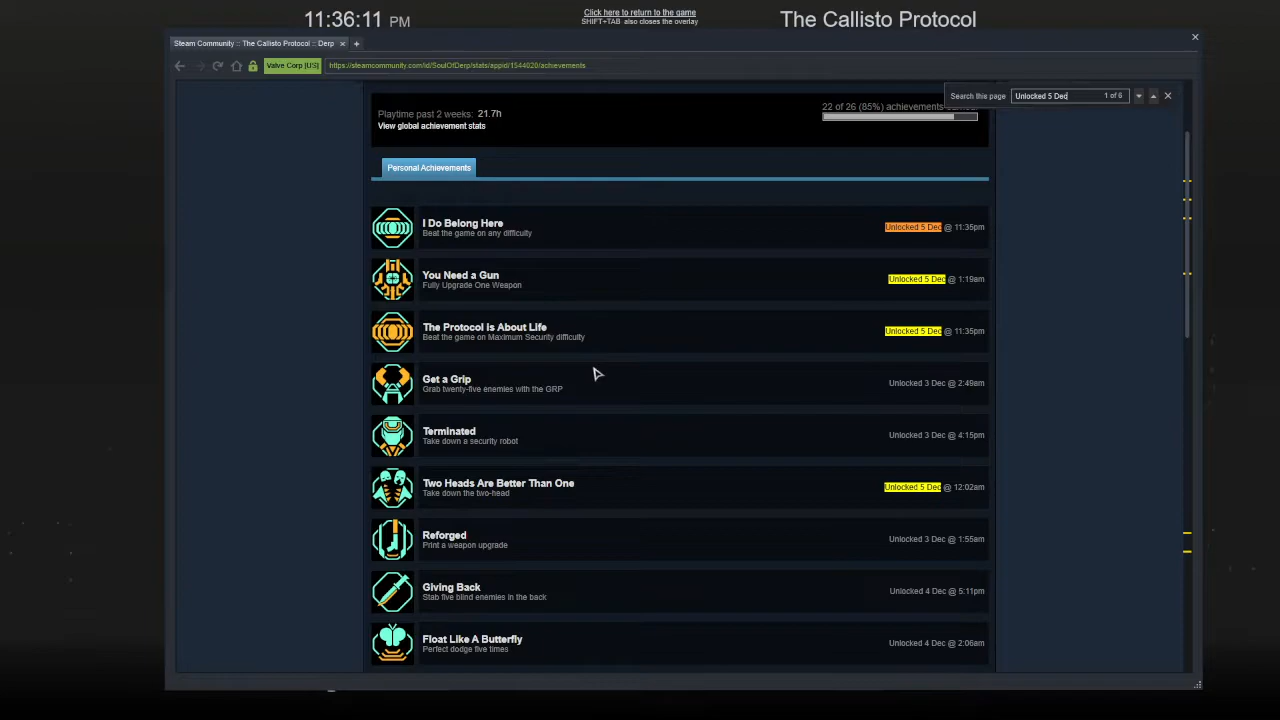 11:36:11 PM
Click here to return to the game
SHIFT+TAB also closes the overlay
The Callisto Protocol
Steam Community :: The Callisto Protocol :: Derp
Valve Corp [US]
https://steamcommunity.com/id/SoulOfDerp/stats/appid/1544020/achievements
Search this page
Unlocked 5 Dec
1 of 6
Playtime past 2 weeks: 21.7h
View global achievement stats
22 of 26 (85%) achievements earned:
Personal Achievements
I Do Belong Here
Beat the game on any difficulty
Unlocked 5 Dec @ 11:35pm
You Need a Gun
Fully Upgrade One Weapon
Unlocked 5 Dec @ 1:19am
The Protocol is About Life
Beat the game on Maximum Security difficulty
Unlocked 5 Dec @ 11:35pm
Get a Grip
Grab twenty-five enemies with the GRP
Unlocked 3 Dec @ 2:49am
Terminated
Take down a security robot
Unlocked 3 Dec @ 4:15pm
Two Heads Are Better Than One
Take down the two-head
Unlocked 5 Dec @ 12:02am
Reforged
Print a weapon upgrade
Unlocked 3 Dec @ 1:55am
Giving Back
Stab five blind enemies in the back
Unlocked 4 Dec @ 5:11pm
Float Like A Butterfly
Perfect dodge five times
Unlocked 4 Dec @ 2:06am